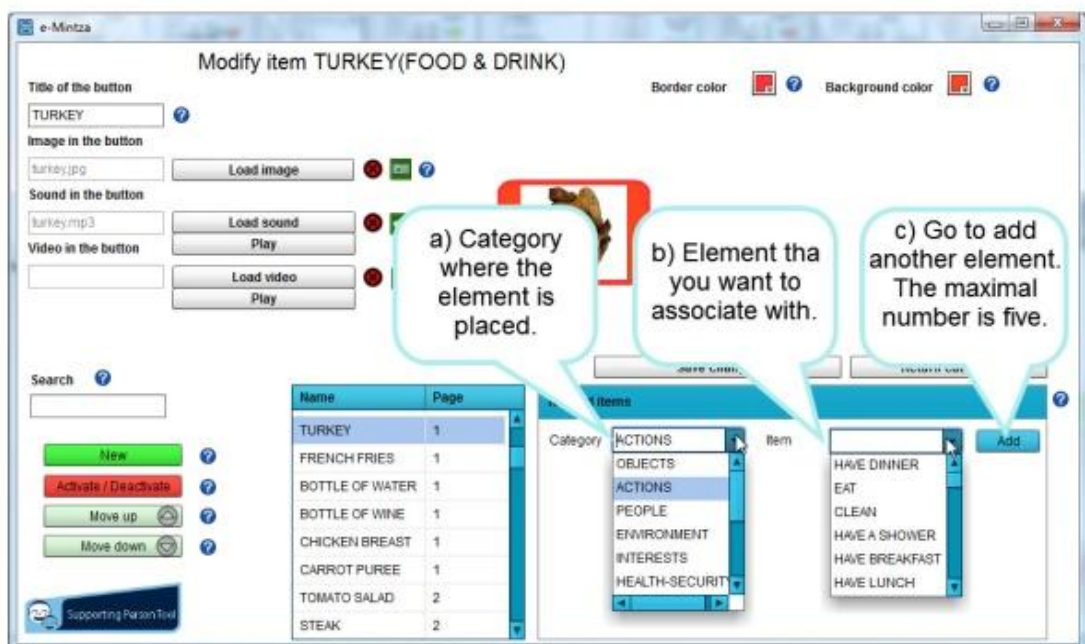 e-Mintza
Modify item TURKEY(FOOD & DRINK)
Title of the button
Border color
Background color
TURKEY
Image in the button
turkey.jpg
Load image
Sound in the button
turkey.mp3
Load sound
Play
Video in the button
Load video
Play
a) Category
where the
element is
placed.
b) Element tha
you want to
associate with.
c) Go to add
another element.
The maximal
number is five.
Search
New
Activate / Deactivate
Move up
Move down
Supporting Person Tool
Name Page
TURKEY 1
FRENCH FRIES 1
BOTTLE OF WATER 1
BOTTLE OF WINE 1
CHICKEN BREAST 1
CARROT PUREE 1
TOMATO SALAD 2
STEAK 2
items
Category
ACTIONS
OBJECTS
ACTIONS
PEOPLE
ENVIRONMENT
INTERESTS
HEALTH-SECURITY
Item
HAVE DINNER
EAT
CLEAN
HAVE A SHOWER
HAVE BREAKFAST
HAVE LUNCH
Add